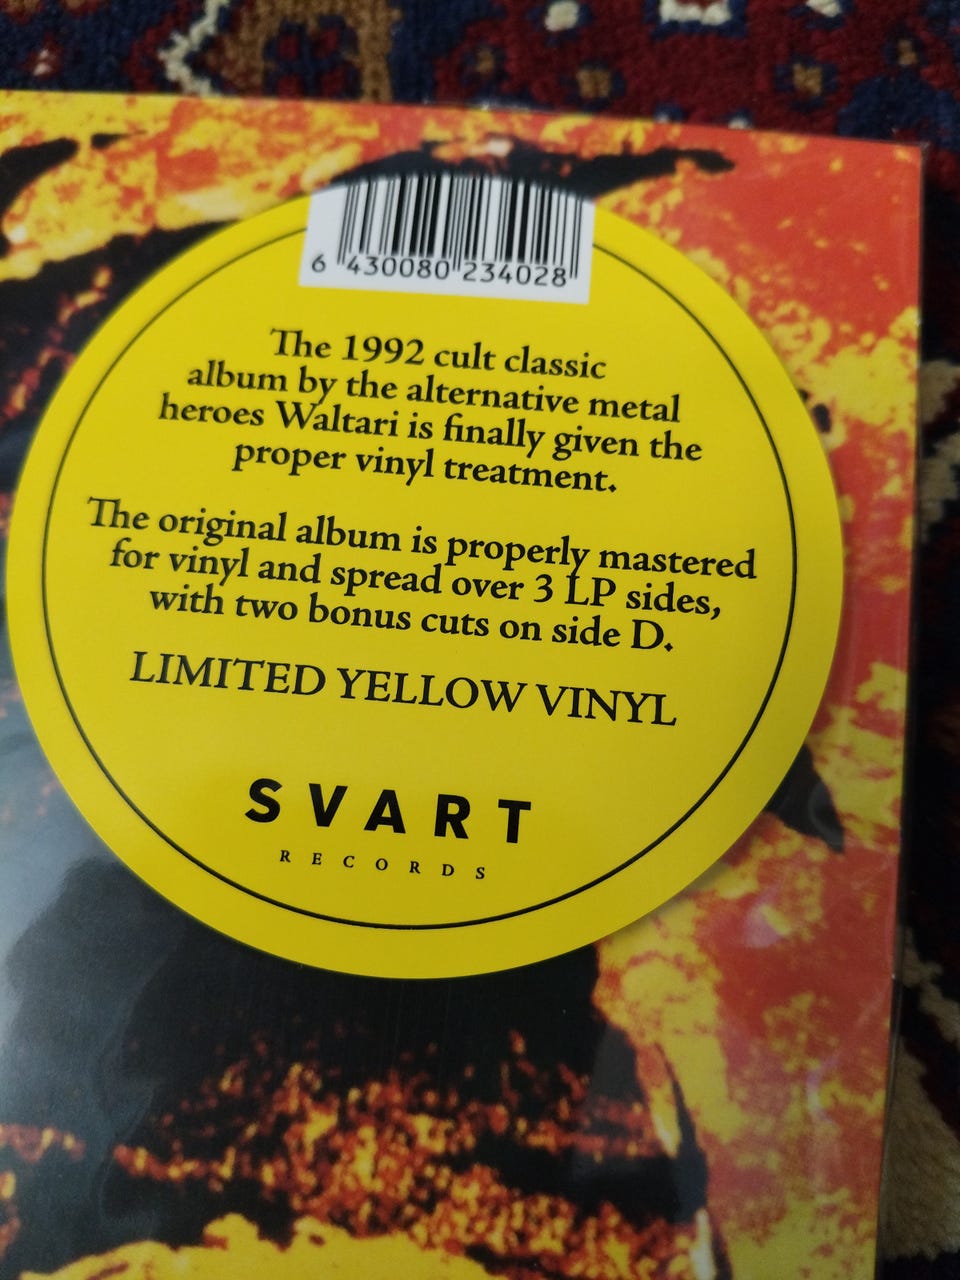 6 430080 234028
The 1992 cult classic
album by the alternative metal
heroes Waltari is finally given the
proper vinyl treatment.
The original album is properly mastered
for vinyl and spread over 3 LP sides,
with two bonus cuts on side D.
LIMITED YELLOW VINYL
SVART
RECORDS